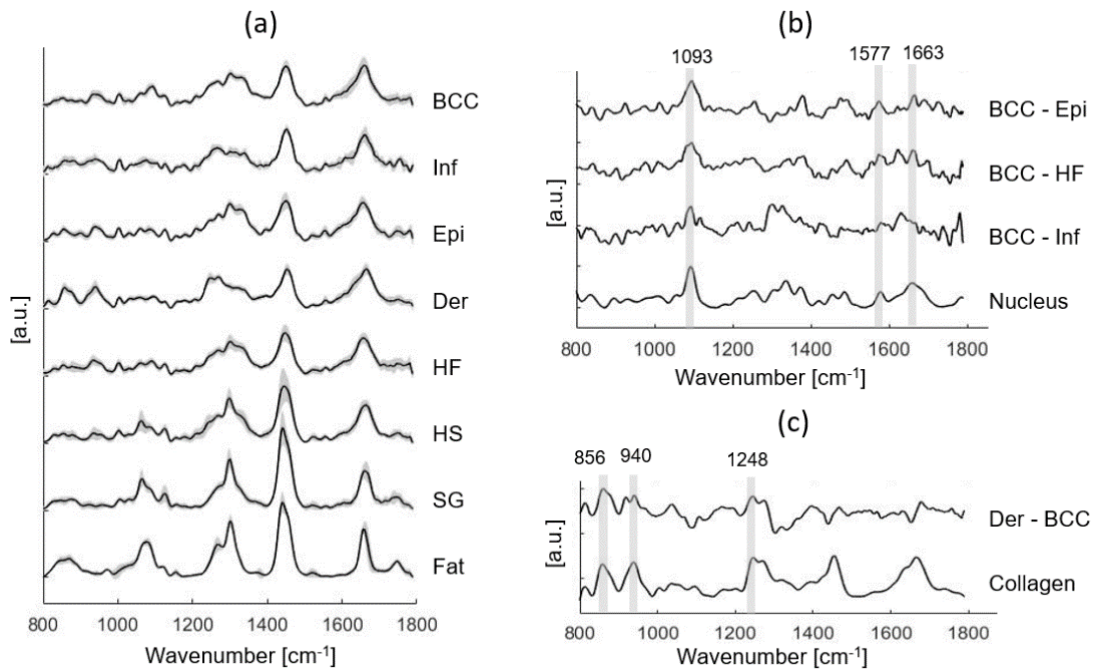 (a)
BCC
Inf
Epi
Der
HF
HS
SG
Fat
[a.u.]
800 1000 1200 1400 1600 1800
Wavenumber [cm-1]
(b)
1093 1577 1663
BCC - Epi
BCC - HF
BCC - Inf
Nucleus
[a.u.]
800 1000 1200 1400 1600 1800
Wavenumber [cm-1]
(c)
856 940 1248
Der - BCC
Collagen
[a.u.]
800 1000 1200 1400 1600 1800
Wavenumber [cm-1]